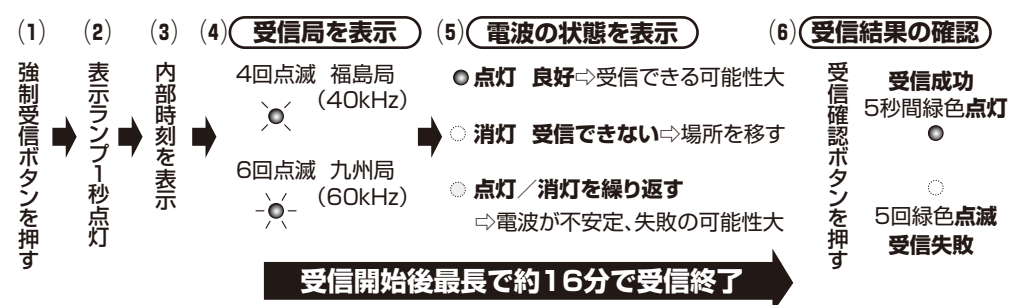 (1)
強制受信ボタンを押す
(2)
表示ランプ1秒点灯
(3)
内部時刻を表示
(4) 受信局を表示
4回点滅 福島局
(40kHz)
6回点滅 九州局
(60kHz)
(5) 電波の状態を表示
点灯 良好⇨受信できる可能性大
消灯 受信できない⇨場所を移す
点灯/消灯を繰り返す
⇨電波が不安定、失敗の可能性大
(6) 受信結果の確認
受信確認ボタンを押す
受信成功
5秒間緑色点灯
5回緑色点滅
受信失敗
受信開始後最長で約16分で受信終了